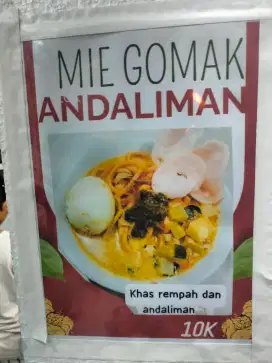 MIE GOMAK
ANDALIMAN
Khas rempah dan
andaliman
10K